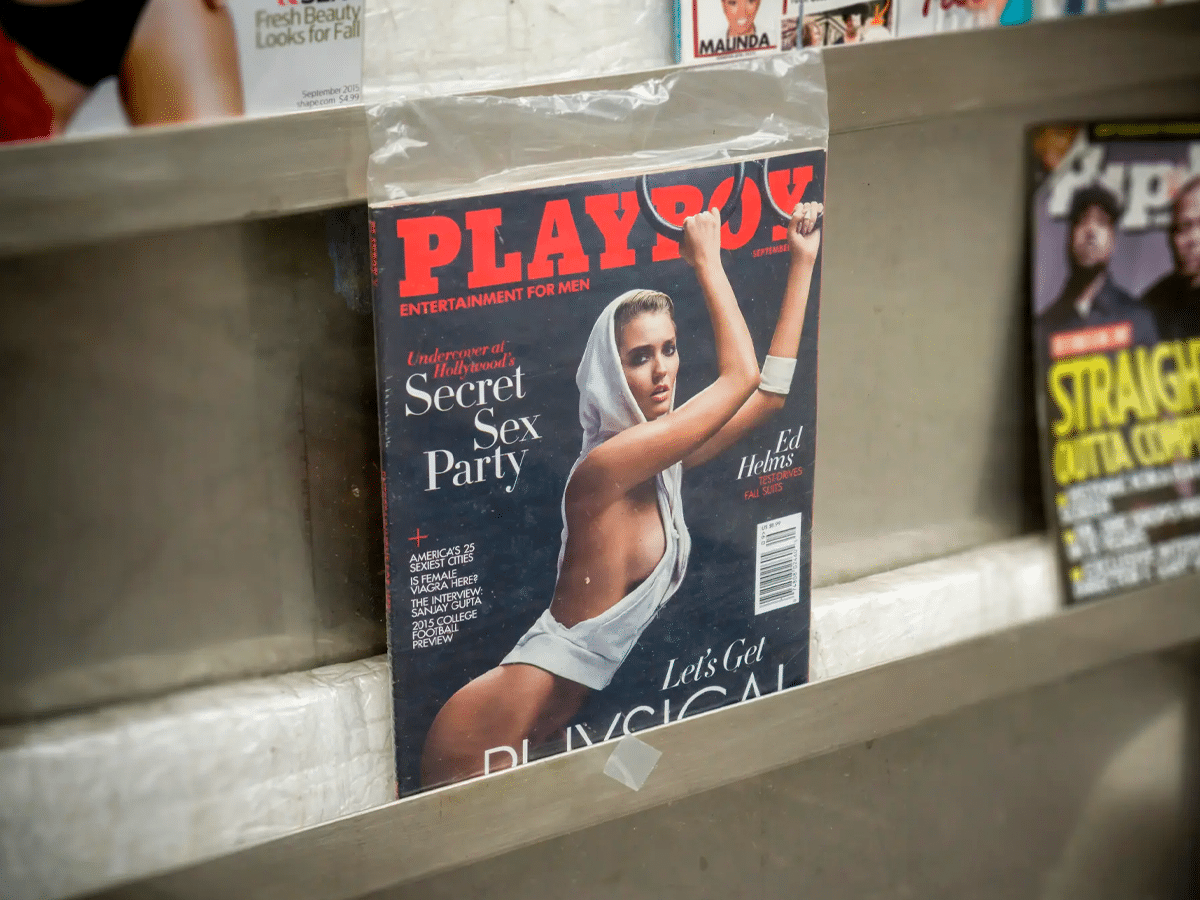 Fresh Beauty
Looks for Fall
September 2015
shape.com $4.99
MALINDA
PLAYBOY
ENTERTAINMENT FOR MEN
SEPTEMBER
Undercover at
Hollywood's
Secret
Sex
Party
Ed
Helms
TEST-DRIVES
FALL SUITS
+
AMERICA'S 25
SEXIEST CITIES
IS FEMALE
VIAGRA HERE?
THE INTERVIEW:
SANJAY GUPTA
2015 COLLEGE
FOOTBALL
PREVIEW
Let's Get
PHYSICAL
STRAIGH
OUTTA COMP